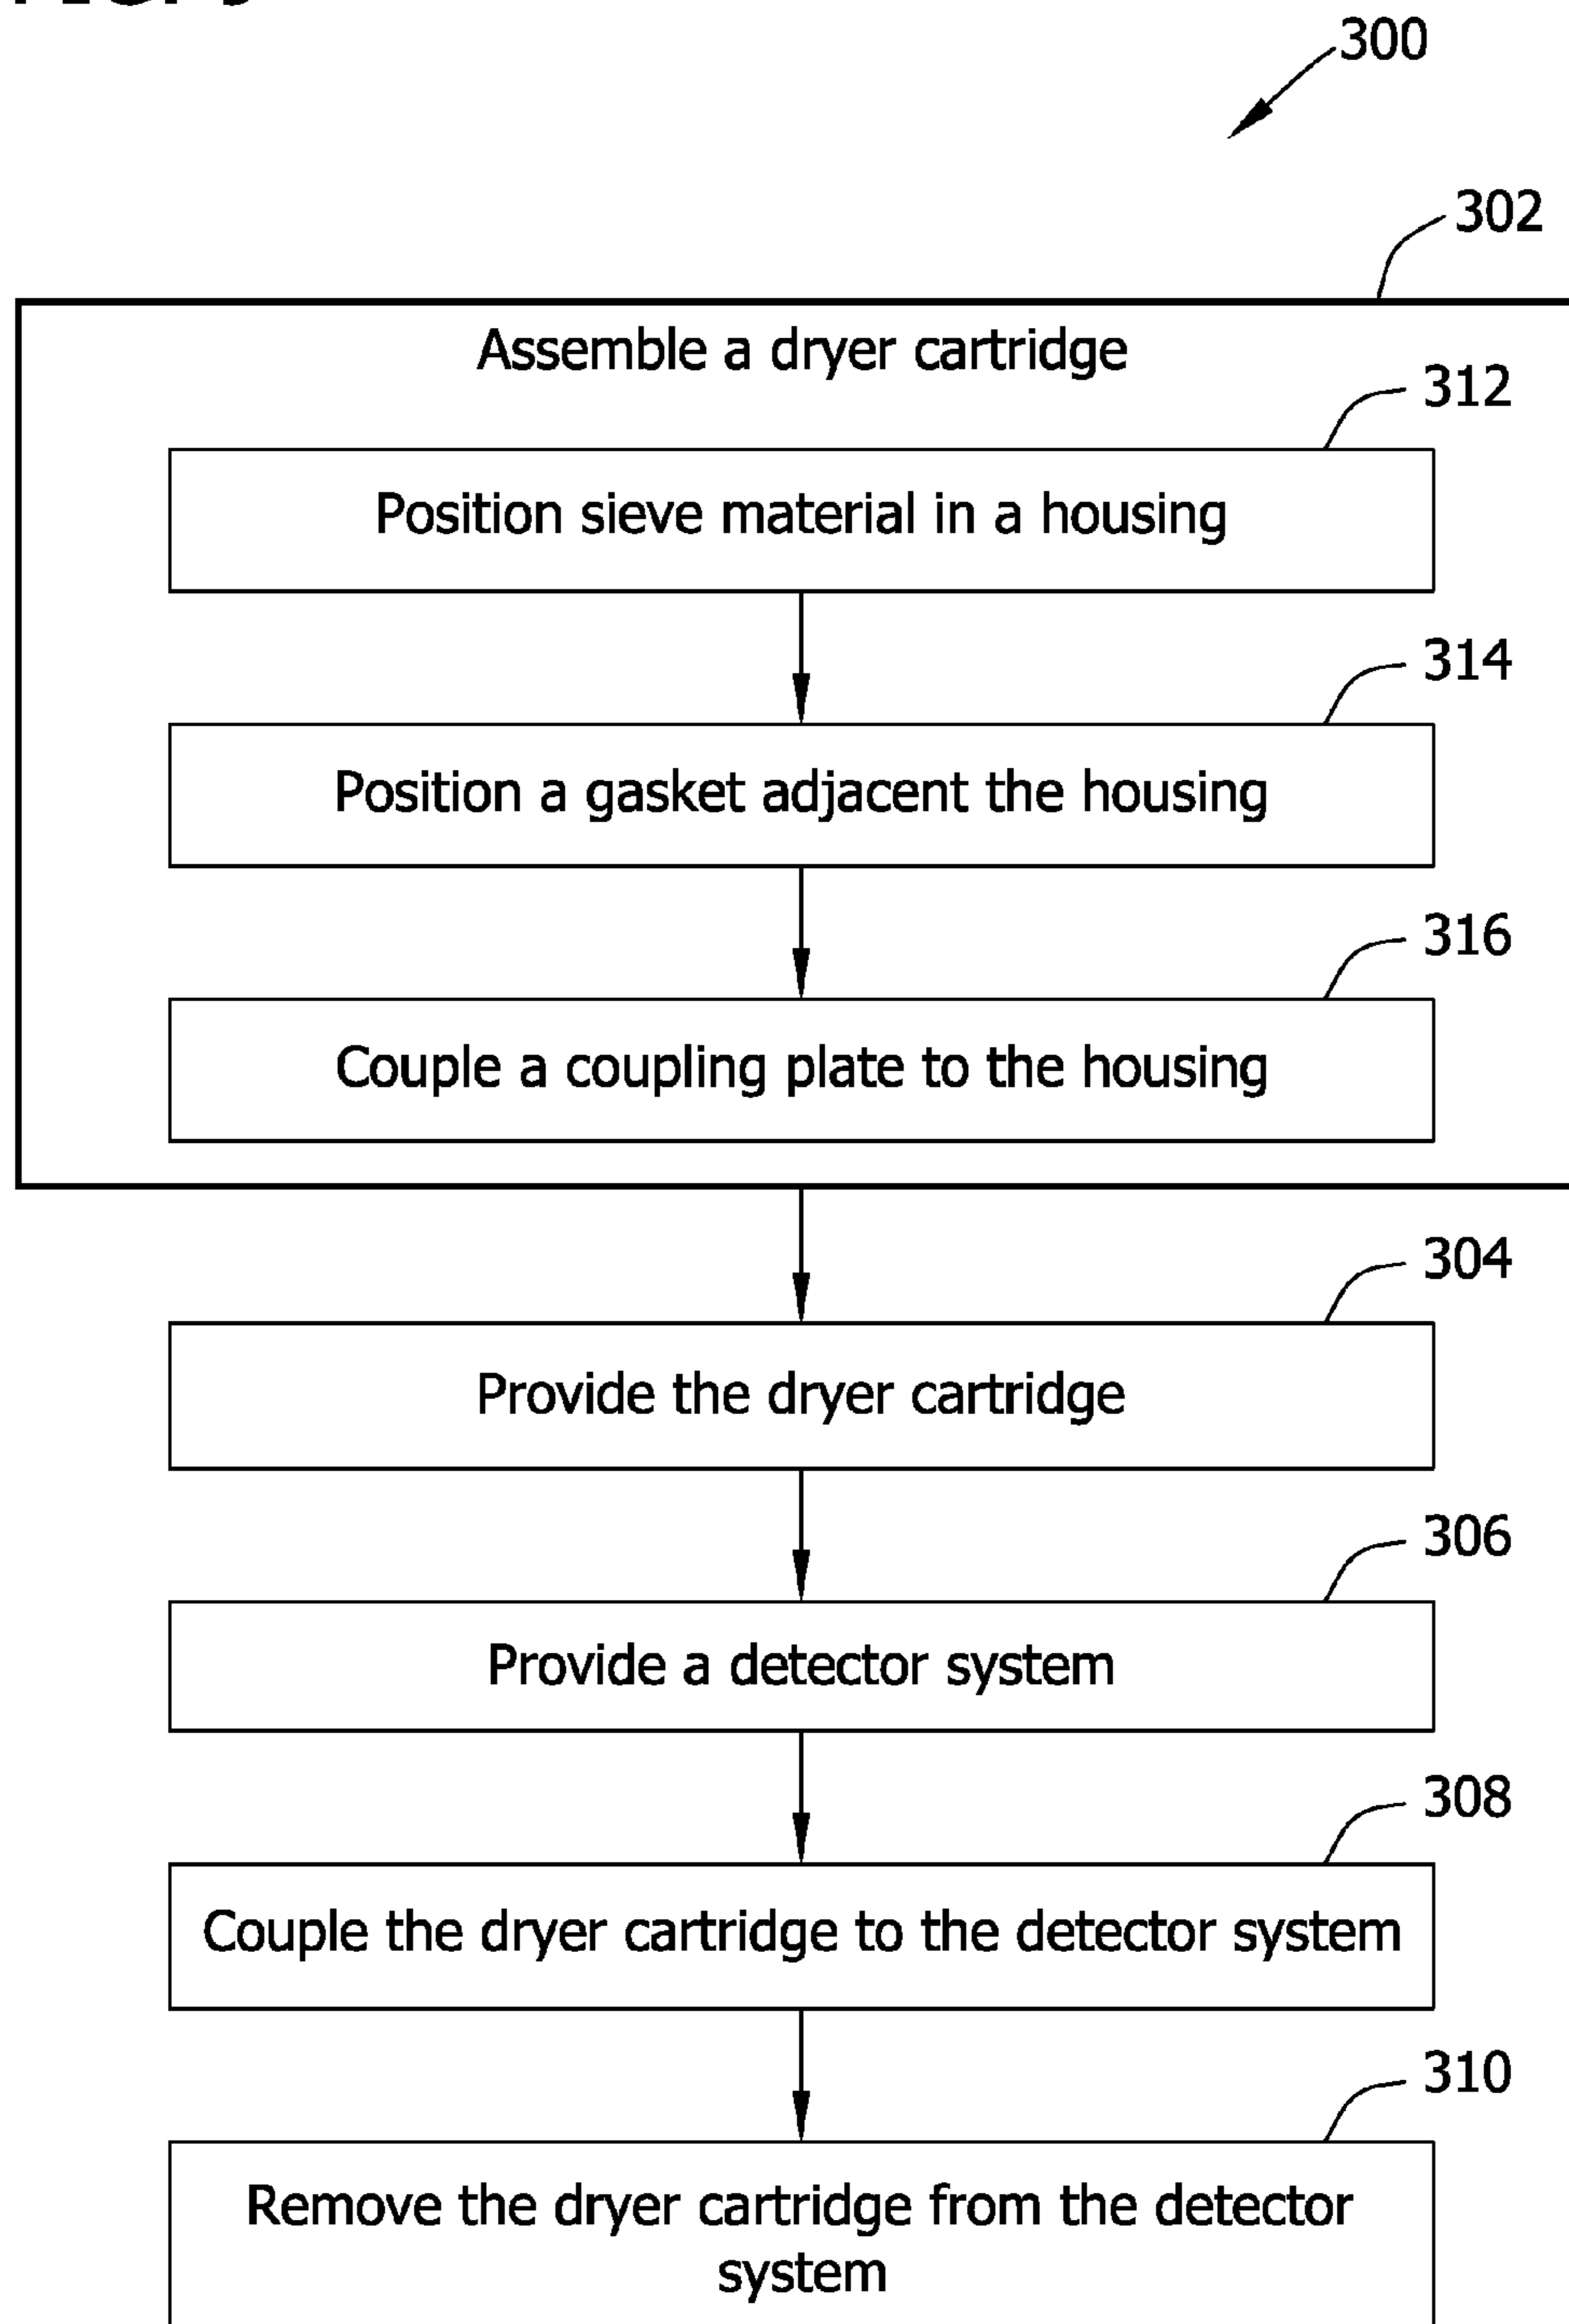 300
302
Assemble a dryer cartridge
312
Position sieve material in a housing
314
Position a gasket adjacent the housing
316
Couple a coupling plate to the housing
304
Provide the dryer cartridge
306
Provide a detector system
308
Couple the dryer cartridge to the detector system
310
Remove the dryer cartridge from the detector
system